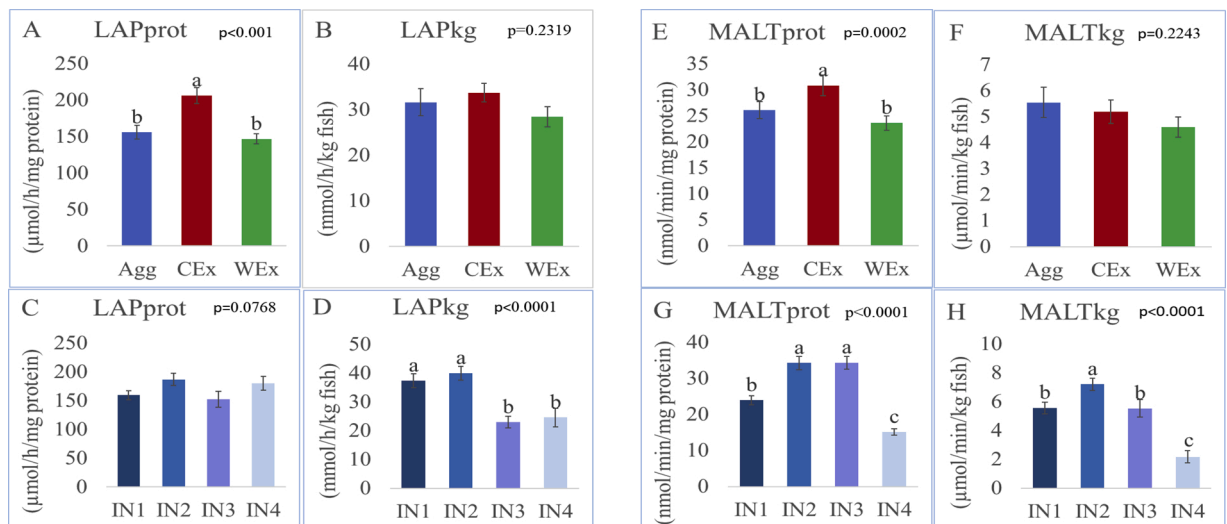 A LAPprot p<0.001
(µmol/h/mg protein)
250
200
150
100
50
0
b a b
Agg CEx WEx
B LAPkg p=0.2319
(mmol/h/kg fish)
40
30
20
10
0
Agg CEx WEx
E MALTprot p=0.0002
(nmol/min/mg protein)
35
30
25
20
15
10
5
0
b a b
Agg CEx WEx
F MALTkg p=0.2243
(µmol/min/kg fish)
7
6
5
4
3
2
1
0
Agg CEx WEx
C LAPprot p=0.0768
(µmol/h/mg protein)
250
200
150
100
50
0
IN1 IN2 IN3 IN4
D LAPkg p<0.0001
(mmol/h/kg fish)
50
40
30
20
10
0
a a b b
IN1 IN2 IN3 IN4
G MALTprot p<0.0001
(nmol/min/mg protein)
40
30
20
10
0
b a a c
IN1 IN2 IN3 IN4
H MALTkg p<0.0001
(µmol/min/kg fish)
10
8
6
4
2
0
b a b c
IN1 IN2 IN3 IN4